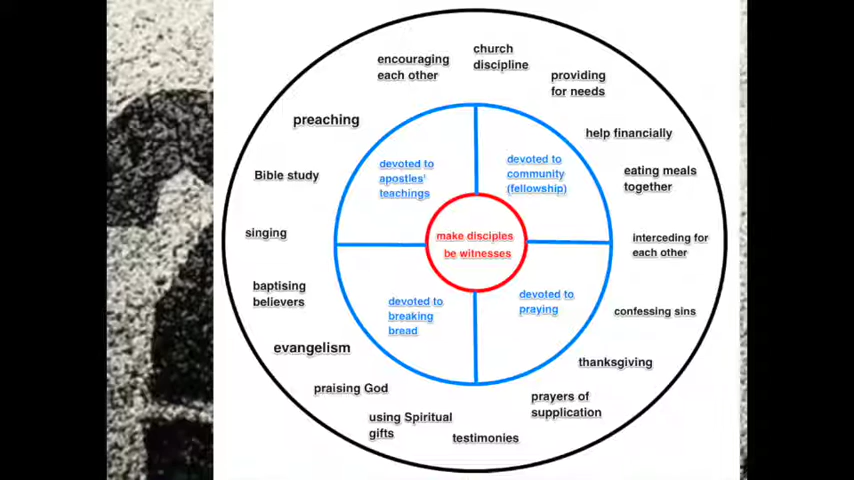 church
discipline
encouraging
each other
providing
for needs
preaching
help financially
devoted to
apostles'
teachings
devoted to
community
(fellowship)
Bible study
eating meals
together
singing
make disciples
be witnesses
interceding for
each other
baptising
believers
devoted to
breaking
bread
devoted to
praying
confessing sins
evangelism
thanksgiving
praising God
prayers of
supplication
using Spiritual
gifts
testimonies